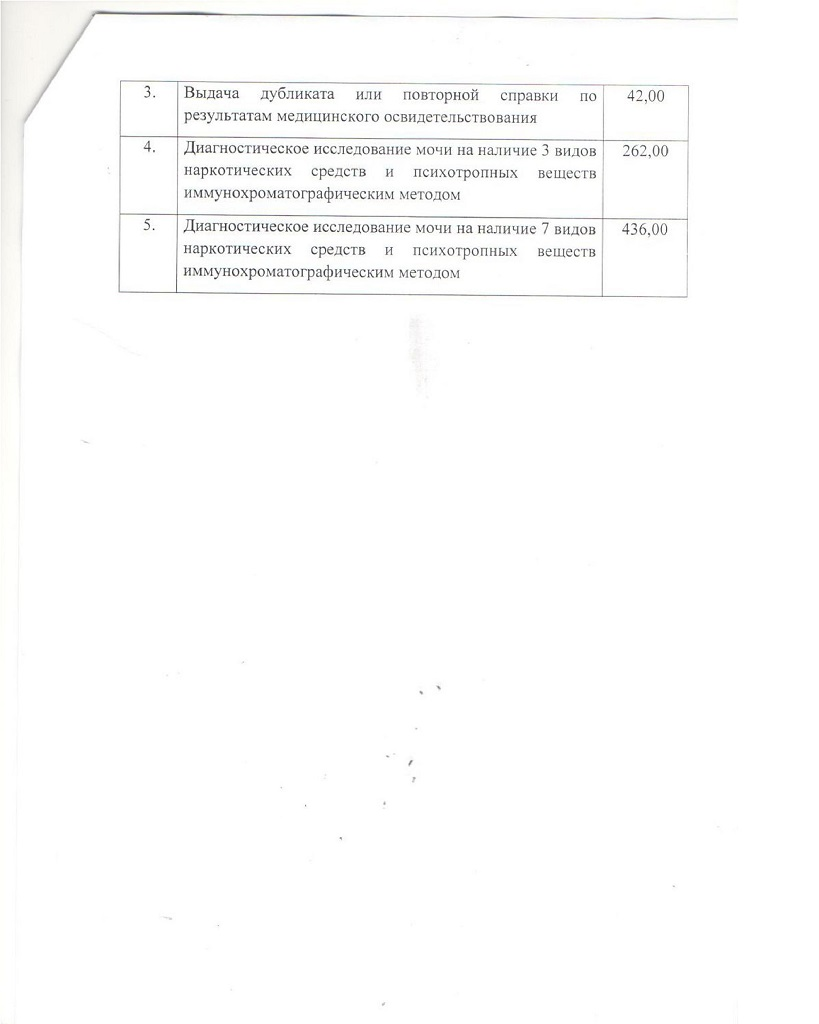 3. Выдача дубликата или повторной справки по 42,00
результатам медицинского освидетельствования
4. Диагностическое исследование мочи на наличие 3 видов 262,00
наркотических средств и психотропных веществ
иммунохроматографическим методом
5. Диагностическое исследование мочи на наличие 7 видов 436,00
наркотических средств и психотропных веществ
иммунохроматографическим методом